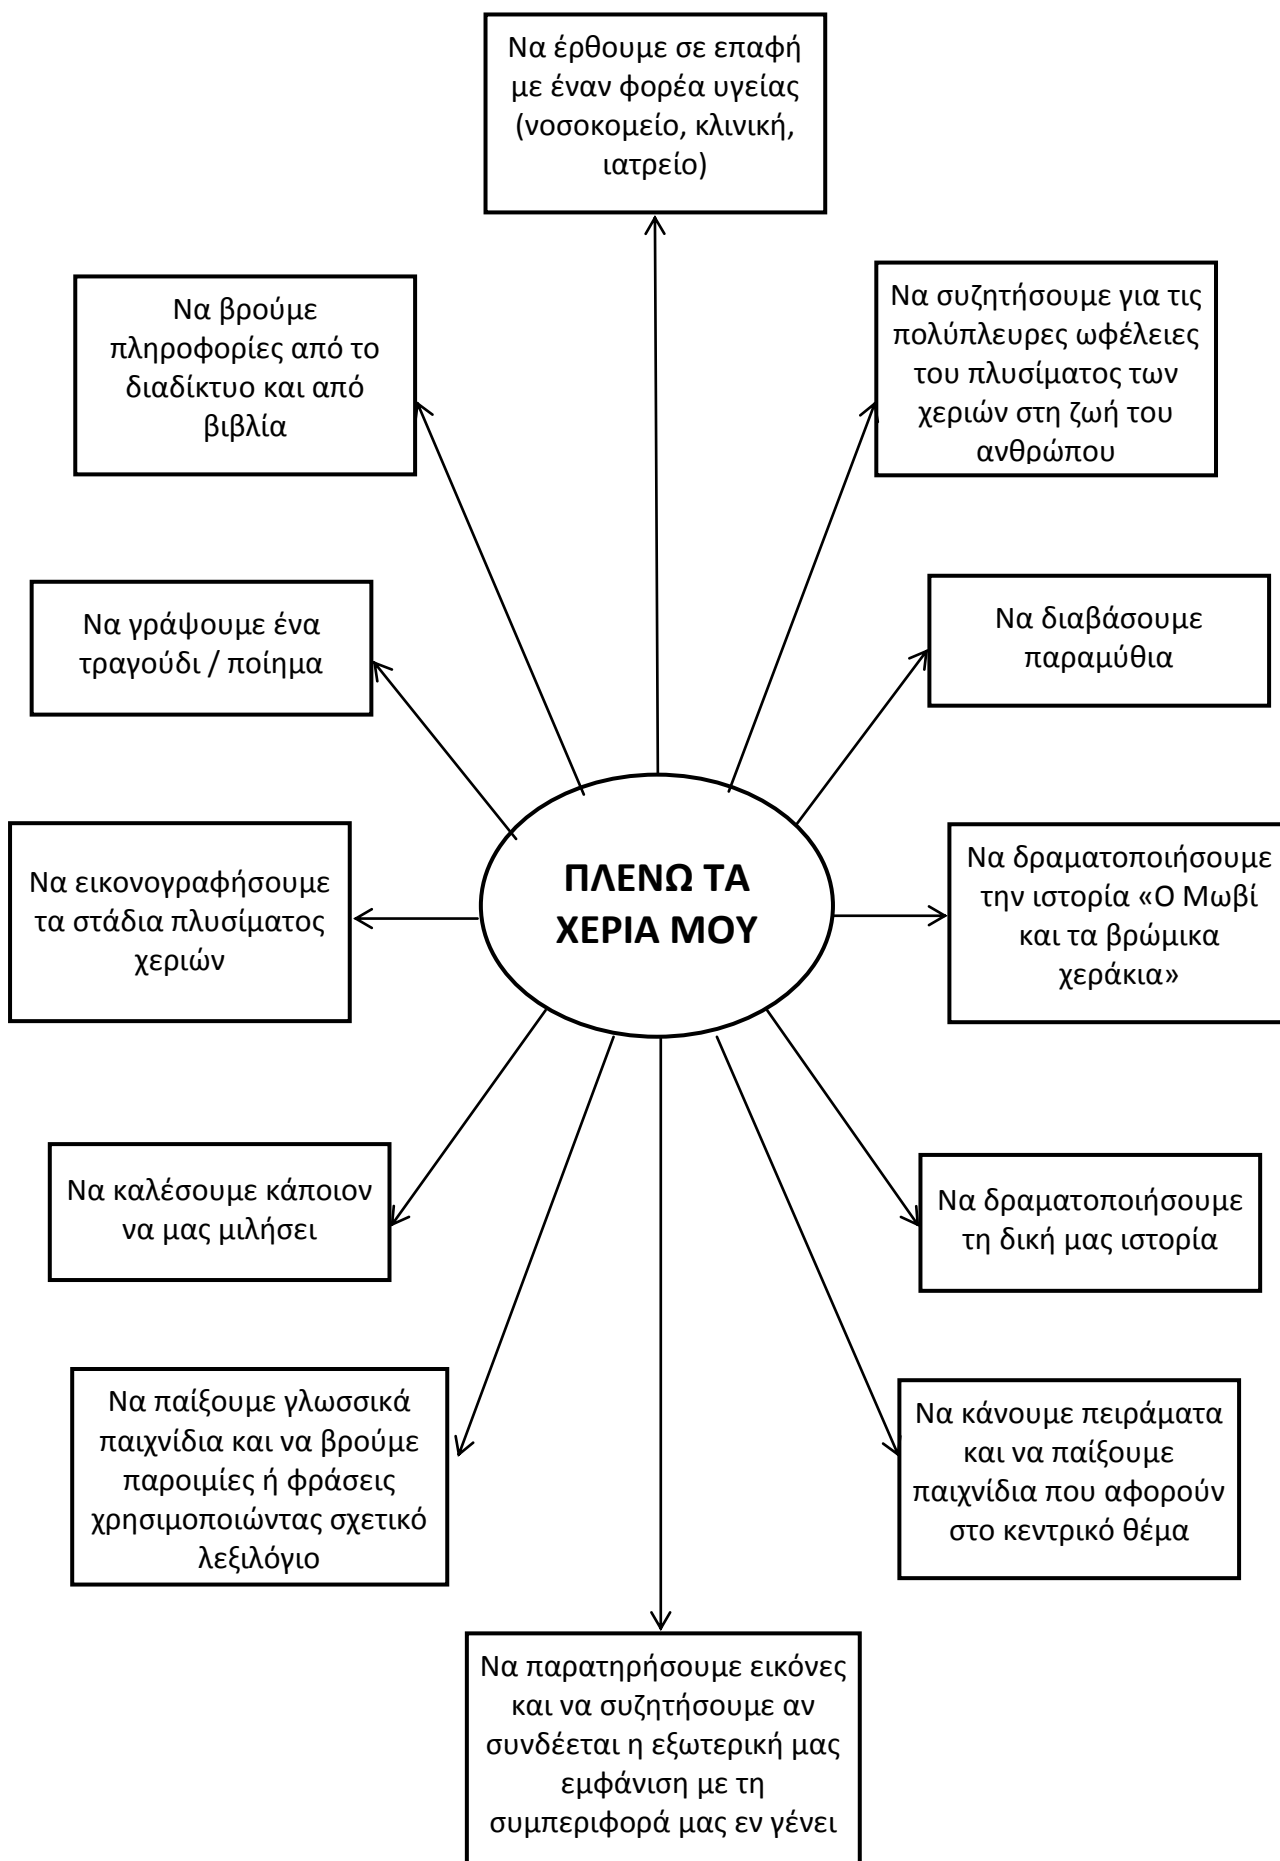 Να έρθουμε σε επαφή
με έναν φορέα υγείας
(νοσοκομείο, κλινική,
ιατρείο)
Να βρούμε
πληροφορίες από το
διαδίκτυο και από
βιβλία
Να συζητήσουμε για τις
πολύπλευρες ωφέλειες
του πλυσίματος των
χεριών στη ζωή του
ανθρώπου
Να γράψουμε ένα
τραγούδι / ποίημα
Να διαβάσουμε
παραμύθια
ΠΛΕΝΩ ΤΑ
ΧΕΡΙΑ ΜΟΥ
Να εικονογραφήσουμε
τα στάδια πλυσίματος
χεριών
Να δραματοποιήσουμε
την ιστορία «Ο Μωβί
και τα βρώμικα
χεράκια»
Να καλέσουμε κάποιον
να μας μιλήσει
Να δραματοποιήσουμε
τη δική μας ιστορία
Να παίξουμε γλωσσικά
παιχνίδια και να βρούμε
παροιμίες ή φράσεις
χρησιμοποιώντας σχετικό
λεξιλόγιο
Να κάνουμε πειράματα
και να παίξουμε
παιχνίδια που αφορούν
στο κεντρικό θέμα
Να παρατηρήσουμε εικόνες
και να συζητήσουμε αν
συνδέεται η εξωτερική μας
εμφάνιση με τη
συμπεριφορά μας εν γένει